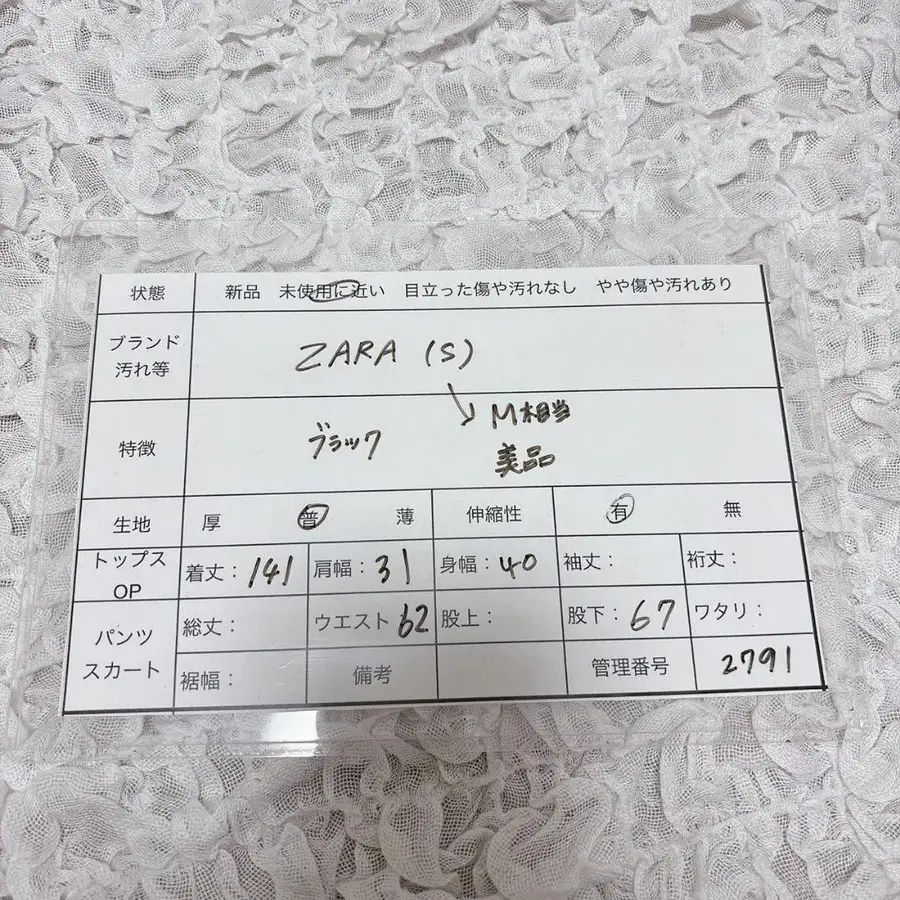 状態 新品 未使用に近い 目立った傷や汚れなし やや傷や汚れあり
ブランド
汚れ等
ZARA (S)
特徴 ブラック M相当
美品
生地 厚 普 薄 伸縮性 有 無
トップス
OP
着丈: 141 肩幅: 31 身幅: 40 袖丈: 裄丈:
パンツ
スカート
総丈: ウエスト 62 股上: 股下: 67 ワタリ:
裾幅: 備考 管理番号 2791